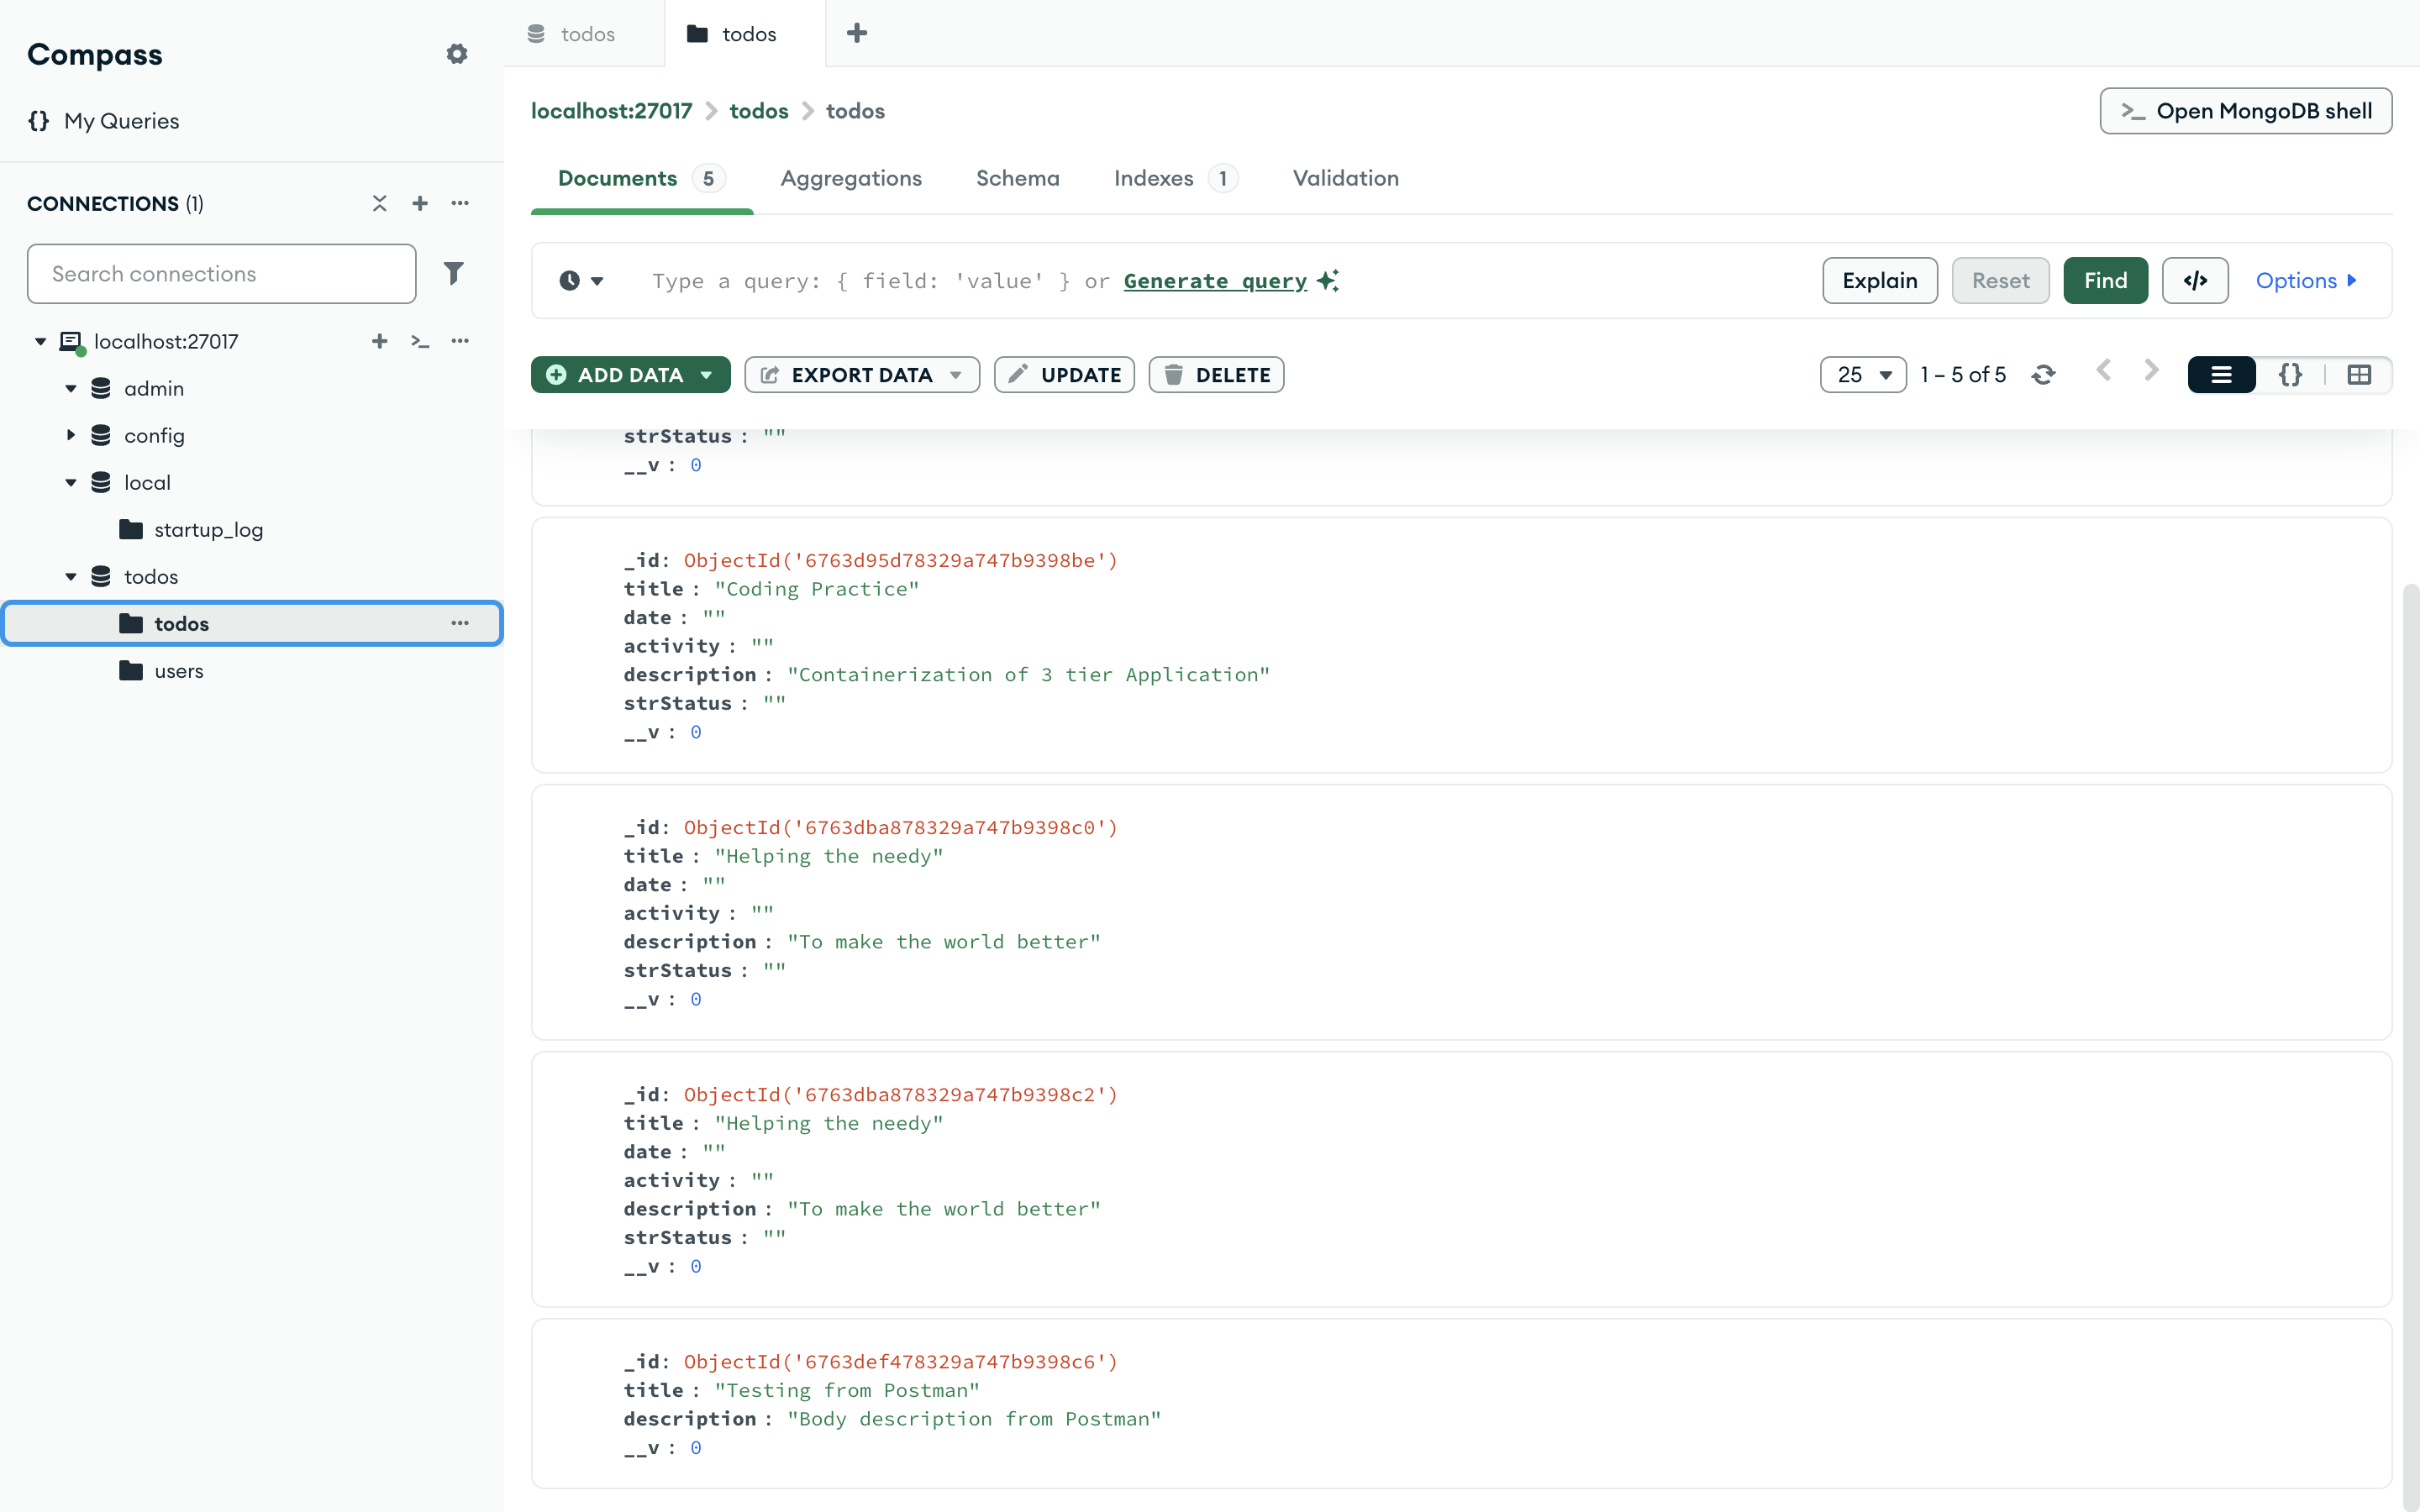 Compass
My Queries
CONNECTIONS (1)
Search connections
localhost:27017
admin
config
local
startup_log
todos
todos
users
todos
todos
localhost:27017 > todos > todos
>_ Open MongoDB shell
Documents 5
Aggregations
Schema
Indexes 1
Validation
Type a query: { field: 'value' } or Generate query
Explain
Reset
Find
</>
Options
ADD DATA
EXPORT DATA
UPDATE
DELETE
25
1 – 5 of 5
{}
strStatus : ""
__v : 0
_id: ObjectId('6763d95d78329a747b9398be')
title : "Coding Practice"
date : ""
activity : ""
description : "Containerization of 3 tier Application"
strStatus : ""
__v : 0
_id: ObjectId('6763dba878329a747b9398c0')
title : "Helping the needy"
date : ""
activity : ""
description : "To make the world better"
strStatus : ""
__v : 0
_id: ObjectId('6763dba878329a747b9398c2')
title : "Helping the needy"
date : ""
activity : ""
description : "To make the world better"
strStatus : ""
__v : 0
_id: ObjectId('6763def478329a747b9398c6')
title : "Testing from Postman"
description : "Body description from Postman"
__v : 0